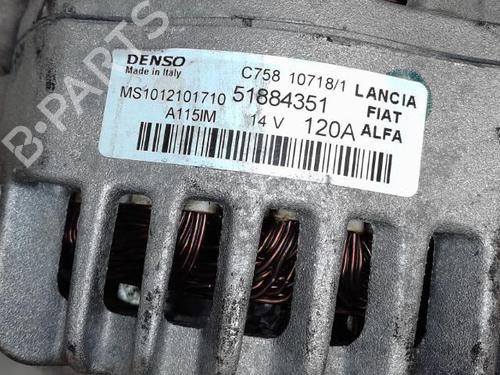 DENSO
Made in Italy
C758 10718/1
MS1012101710 51884351
A115IM 14 V 120A
LANCIA
FIAT
ALFA
B-PARTS